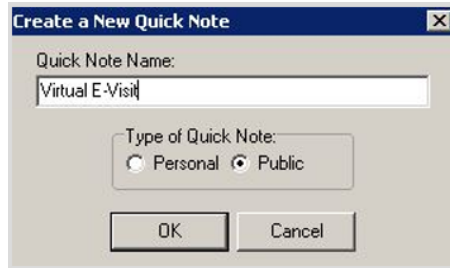 Create a New Quick Note
Quick Note Name:
Virtual E-Visit
Type of Quick Note:
Personal Public
OK Cancel